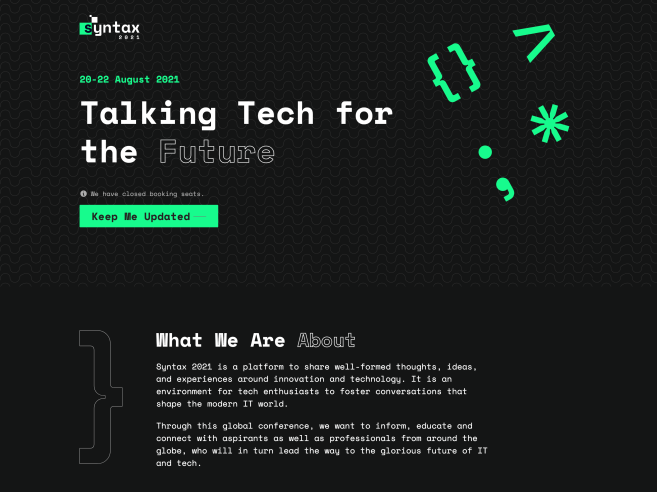 syntax
2021
20-22 August 2021
Talking Tech for
the Future
We have closed booking seats.
Keep Me Updated
What We Are About
Syntax 2021 is a platform to share well-formed thoughts, ideas,
and experiences around innovation and technology. It is an
environment for tech enthusiasts to foster conversations that
shape the modern IT world.
Through this global conference, we want to inform, educate and
connect with aspirants as well as professionals from around the
globe, who will in turn lead the way to the glorious future of IT
and tech.